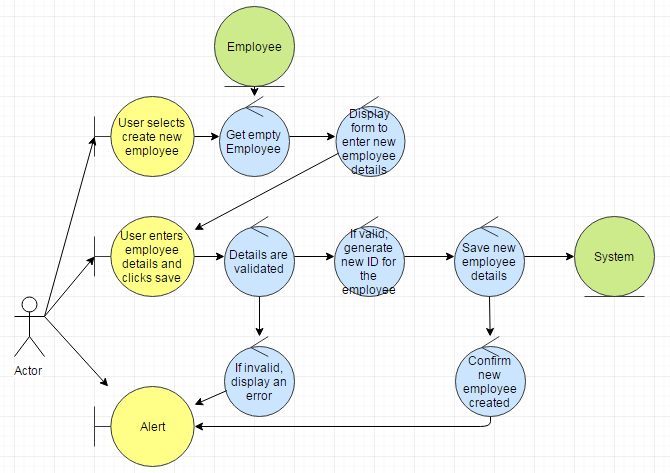 Employee
User selects
create new
employee
Get empty
Employee
Display
form to
enter new
employee
details
User enters
employee
details and
clicks save
Details are
validated
If valid,
generate
new ID for
the
employee
Save new
employee
details
System
Actor
If invalid,
display an
error
Confirm
new
employee
created
Alert